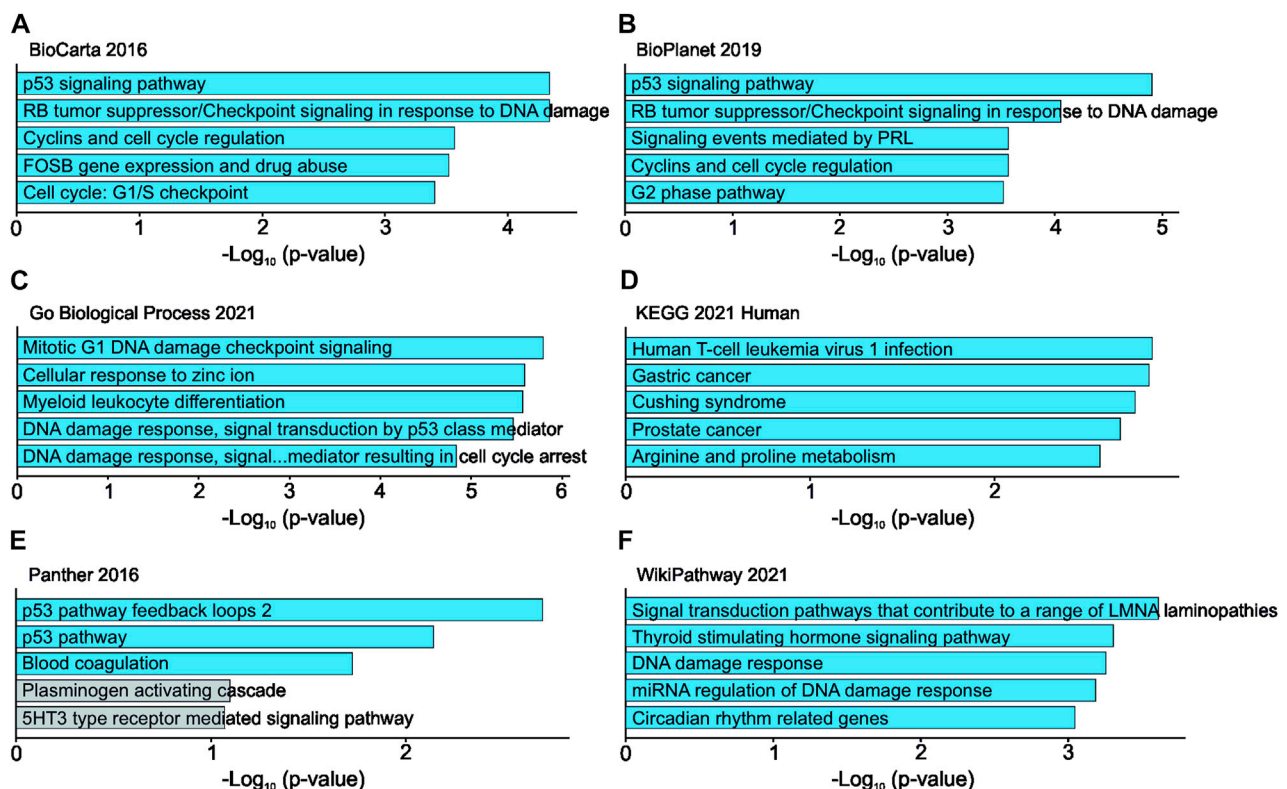 A
BioCarta 2016
p53 signaling pathway
RB tumor suppressor/Checkpoint signaling in response to DNA damage
Cyclins and cell cycle regulation
FOSB gene expression and drug abuse
Cell cycle: G1/S checkpoint
0 1 2 3 4
-Log₁₀ (p-value)
B
BioPlanet 2019
p53 signaling pathway
RB tumor suppressor/Checkpoint signaling in response to DNA damage
Signaling events mediated by PRL
Cyclins and cell cycle regulation
G2 phase pathway
0 1 2 3 4 5
-Log₁₀ (p-value)
C
Go Biological Process 2021
Mitotic G1 DNA damage checkpoint signaling
Cellular response to zinc ion
Myeloid leukocyte differentiation
DNA damage response, signal transduction by p53 class mediator
DNA damage response, signal...mediator resulting in cell cycle arrest
0 1 2 3 4 5 6
-Log₁₀ (p-value)
D
KEGG 2021 Human
Human T-cell leukemia virus 1 infection
Gastric cancer
Cushing syndrome
Prostate cancer
Arginine and proline metabolism
0 1 2
-Log₁₀ (p-value)
E
Panther 2016
p53 pathway feedback loops 2
p53 pathway
Blood coagulation
Plasminogen activating cascade
5HT3 type receptor mediated signaling pathway
0 1 2
-Log₁₀ (p-value)
F
WikiPathway 2021
Signal transduction pathways that contribute to a range of LMNA laminopathies
Thyroid stimulating hormone signaling pathway
DNA damage response
miRNA regulation of DNA damage response
Circadian rhythm related genes
0 1 2 3
-Log₁₀ (p-value)